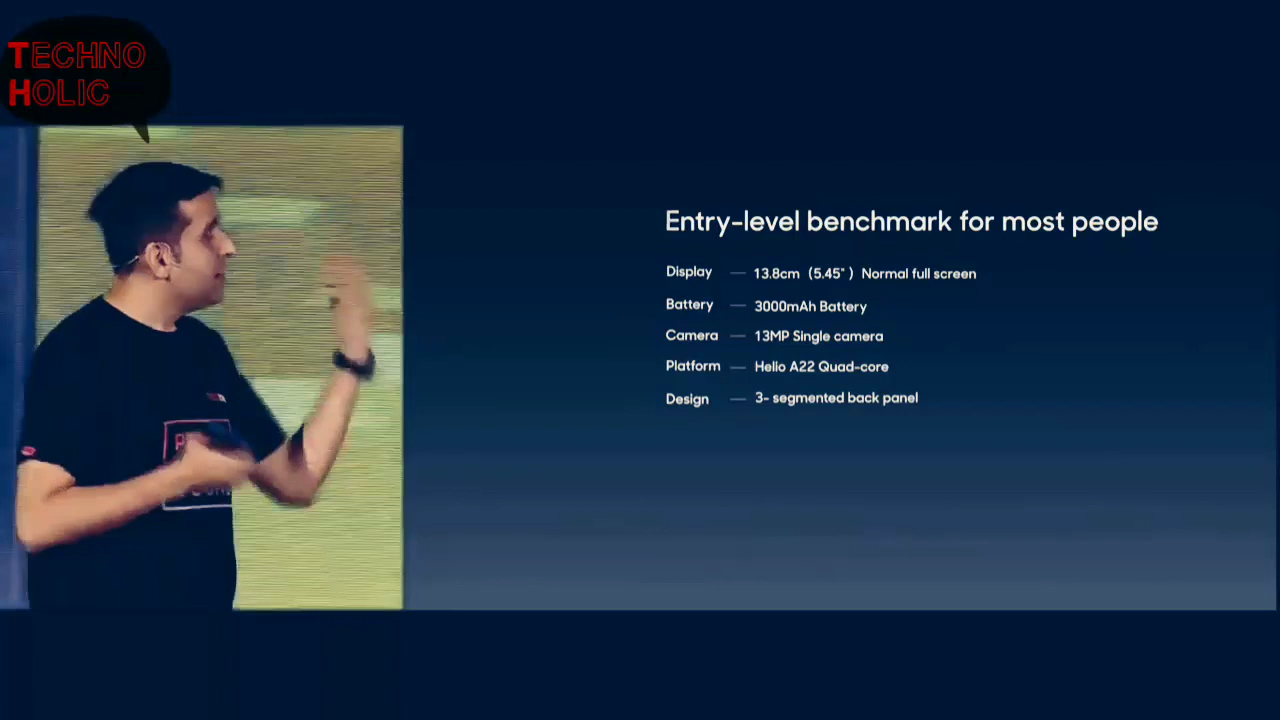 TECHNO
HOLIC
Entry-level benchmark for most people
Display — 13.8cm (5.45" ) Normal full screen
Battery — 3000mAh Battery
Camera — 13MP Single camera
Platform — Helio A22 Quad-core
Design — 3- segmented back panel